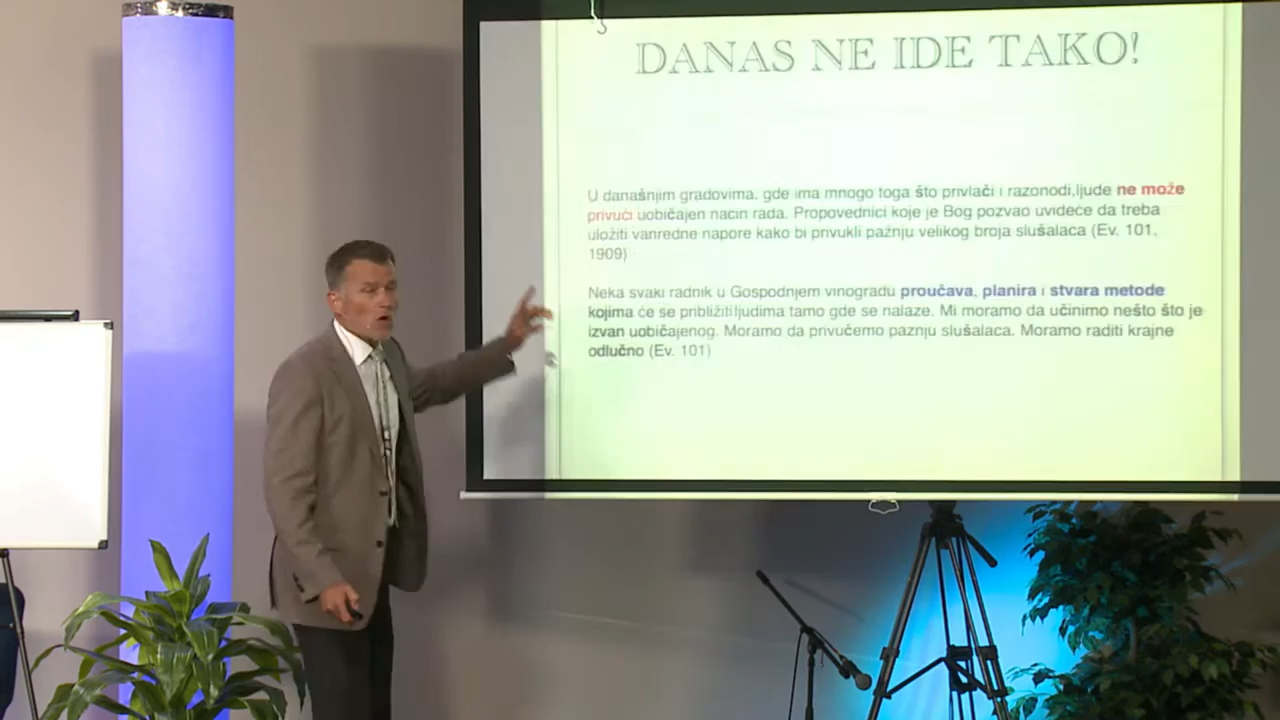 DANAS NE IDE TAKO!
U današnjim gradovima, gde ima mnogo toga što privlači i razonodi,ljude ne može
privući uobičajen nacin rada. Propovednici koje je Bog pozvao uvideće da treba
uložiti vanredne napore kako bi privukli pažnju velikog broja slušalaca (Ev. 101,
1909)
Neka svaki radnik u Gospodnjem vinogradu proučava, planira i stvara metode
kojima će se približiti ljudima tamo gde se nalaze. Mi moramo da učinimo nešto što je
izvan uobičajenog. Moramo da privučemo paznju slušalaca. Moramo raditi krajne
odlučno (Ev. 101)